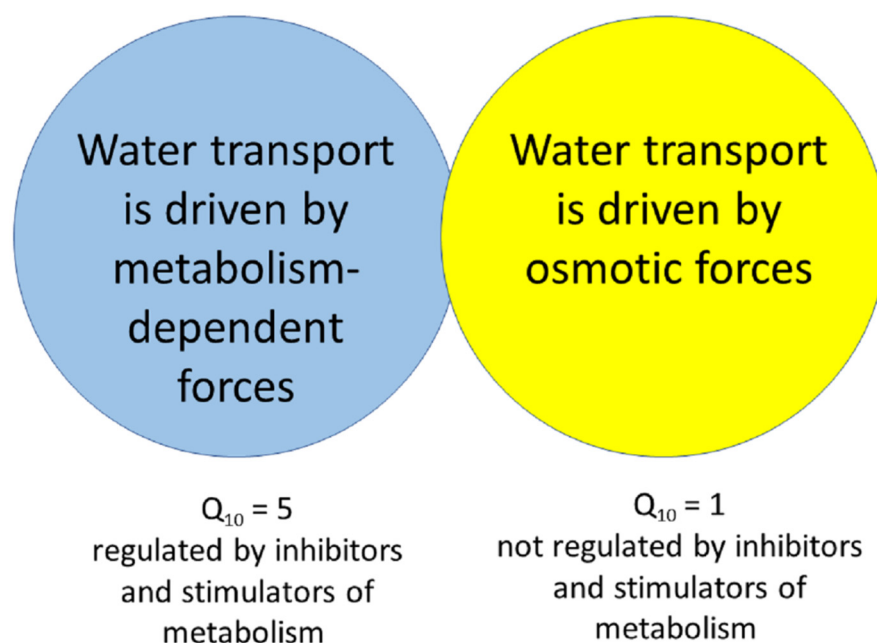 Water transport
is driven by
metabolism-
dependent
forces
Water transport
is driven by
osmotic forces
Q₁₀ = 5
regulated by inhibitors
and stimulators of
metabolism
Q₁₀ = 1
not regulated by inhibitors
and stimulators of
metabolism